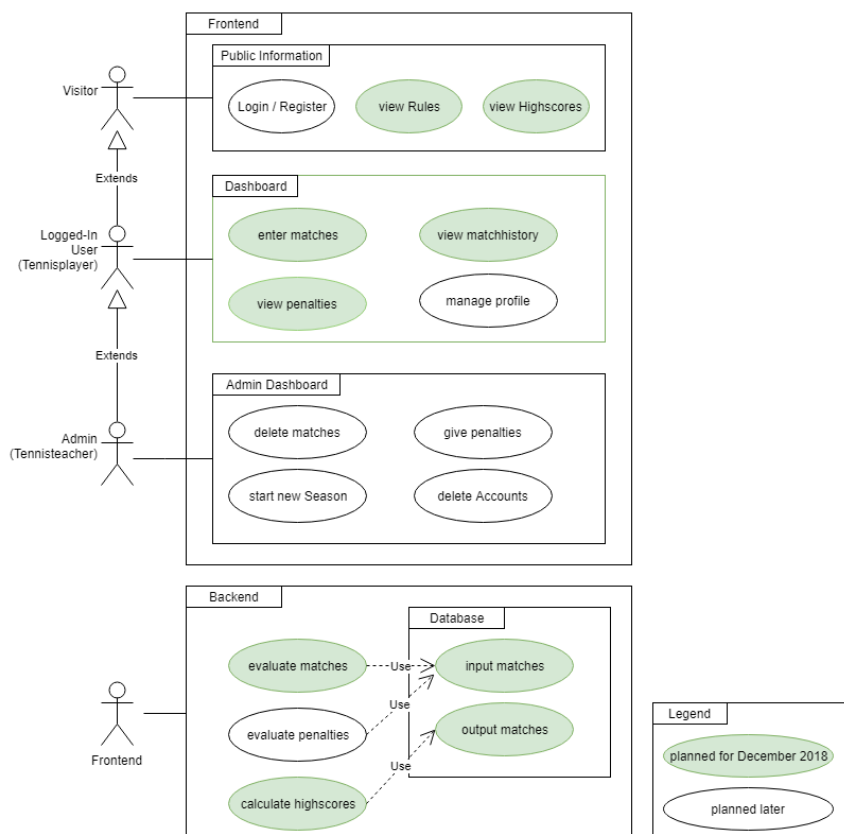 Frontend
Public Information
Visitor
Login / Register
view Rules
view Highscores
Extends
Dashboard
Logged-In
User
(Tennisplayer)
enter matches
view matchhistory
view penalties
manage profile
Extends
Admin Dashboard
Admin
(Tennisteacher)
delete matches
give penalties
start new Season
delete Accounts
Backend
Database
evaluate matches
Use
input matches
Use
evaluate penalties
output matches
Use
calculate highscores
Frontend
Legend
planned for December 2018
planned later